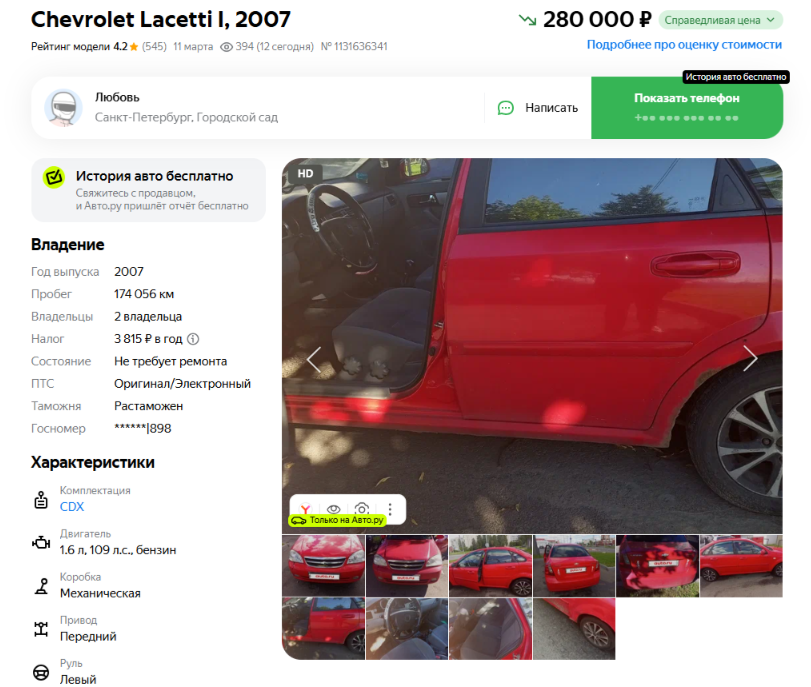 Chevrolet Lacetti I, 2007
280 000 ₽
Справедливая цена
Рейтинг модели 4.2 (545) 11 марта 394 (12 сегодня) № 1131636341
Подробнее про оценку стоимости
История авто бесплатно
Любовь
Санкт-Петербург, Городской сад
Написать
Показать телефон
История авто бесплатно
Свяжитесь с продавцом,
и Авто.ру пришлёт отчёт бесплатно
HD
Владение
Год выпуска 2007
Пробег 174 056 км
Владельцы 2 владельца
Налог 3 815 ₽ в год
Состояние Не требует ремонта
ПТС Оригинал/Электронный
Таможня Растаможен
Госномер ******|898
Характеристики
Комплектация
CDX
Двигатель
1.6 л, 109 л.с., бензин
Коробка
Механическая
Привод
Передний
Руль
Левый
Только на Авто.ру